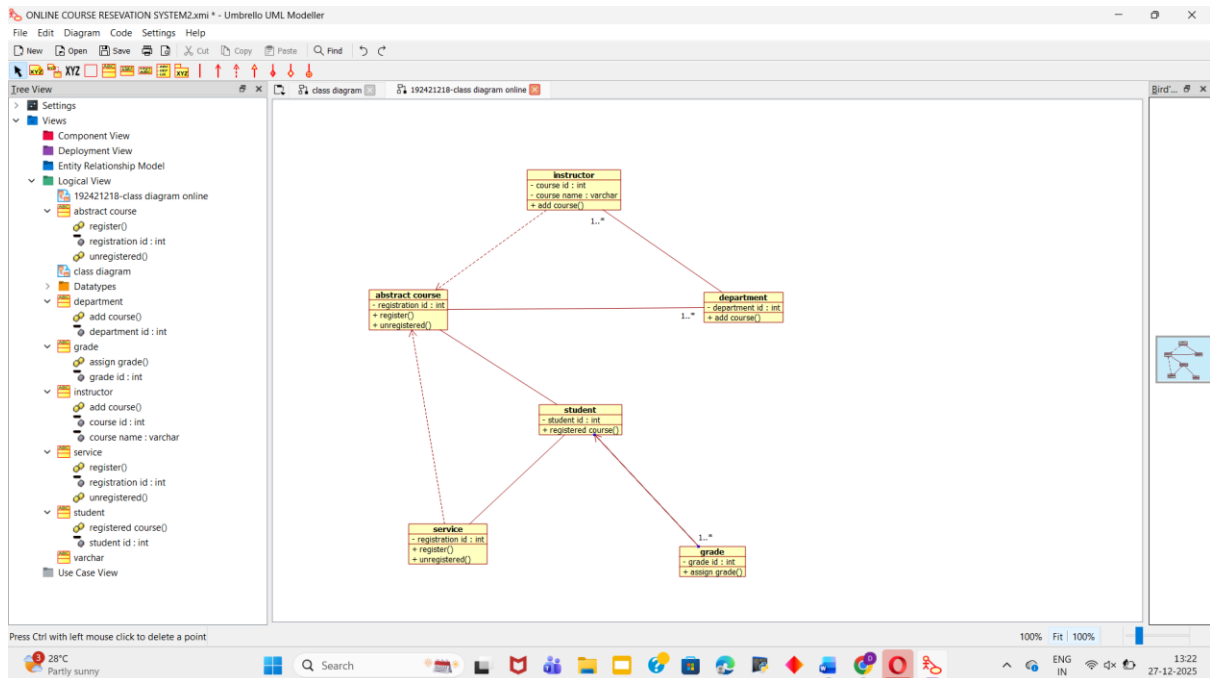 ONLINE COURSE RESEVATION SYSTEM2.xmi * - Umbrello UML Modeller
File Edit Diagram Code Settings Help
New Open Save Cut Copy Paste Find
XYZ
Tree View
class diagram
192421218-class diagram online
Bird'...
Settings
Views
Component View
Deployment View
Entity Relationship Model
Logical View
192421218-class diagram online
abstract course
register()
registration id : int
unregistered()
class diagram
Datatypes
department
add course()
department id : int
grade
assign grade()
grade id : int
instructor
add course()
course id : int
course name : varchar
service
register()
registration id : int
unregistered()
student
registered course()
student id : int
varchar
Use Case View
instructor
- course id : int
- course name : varchar
+ add course()
1..*
abstract course
- registration id : int
+ register()
+ unregistered()
department
- department id : int
+ add course()
1..*
student
- student id : int
+ registered course()
service
- registration id : int
+ register()
+ unregistered()
1..*
grade
- grade id : int
+ assign grade()
Press Ctrl with left mouse click to delete a point
100% Fit 100%
3
28°C
Partly sunny
Search
ENG
IN
13:22
27-12-2025